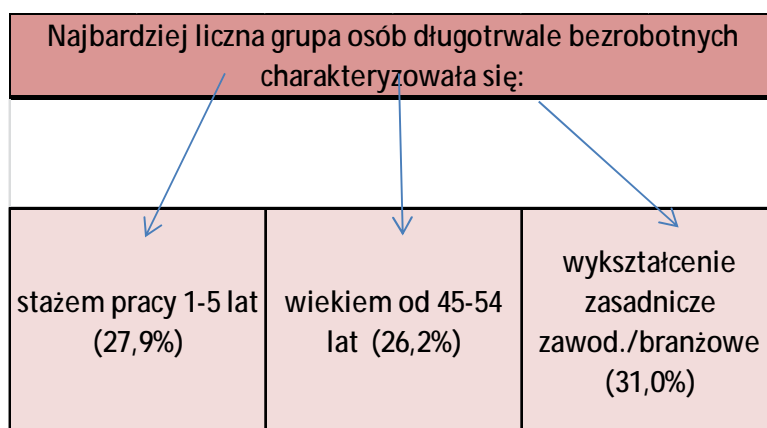 Najbardziej liczna grupa osób długotrwale bezrobotnych
charakteryzowała się:
stażem pracy 1-5 lat
(27,9%)
wiekiem od 45-54
lat (26,2%)
wykształcenie
zasadnicze
zawod./branżowe
(31,0%)